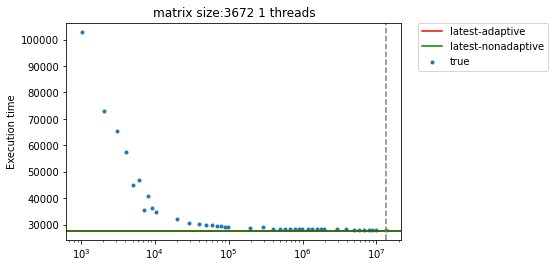 matrix size:3672 1 threads
latest-adaptive
latest-nonadaptive
true
Execution time
100000
90000
80000
70000
60000
50000
40000
30000
10³ 10⁴ 10⁵ 10⁶ 10⁷